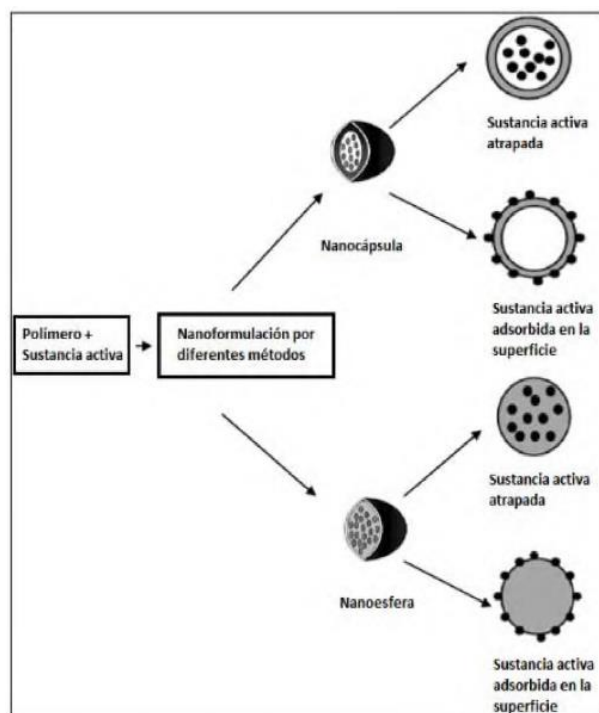 Sustancia activa
atrapada
Nanocápsula
Sustancia activa
adsorbida en la
superficie
Polímero +
Sustancia activa
Nanoformulación por
diferentes métodos
Sustancia activa
atrapada
Nanoesfera
Sustancia activa
adsorbida en la
superficie